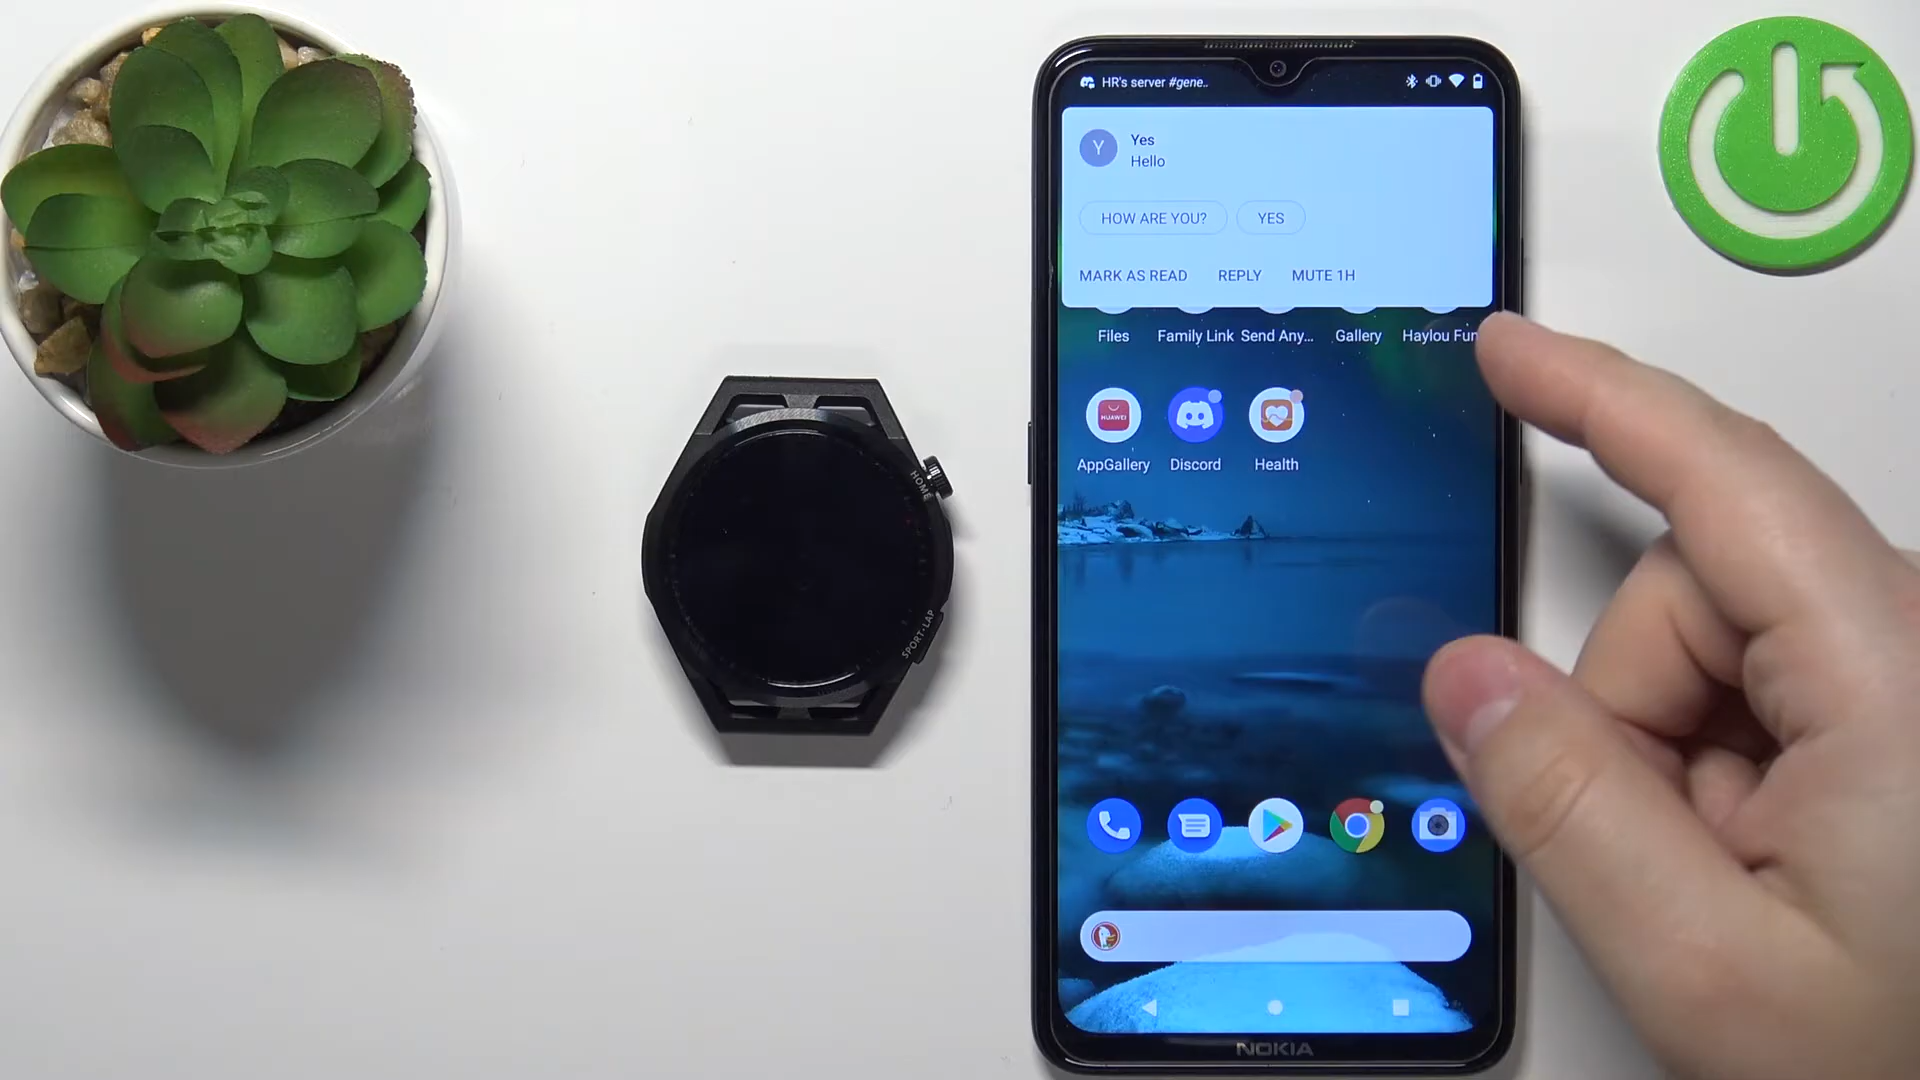 HR's server #gene..
Y
Yes
Hello
HOW ARE YOU?
YES
MARK AS READ
REPLY
MUTE 1H
Files
Family Link
Send Any...
Gallery
Haylou Fun
HUAWEI
AppGallery
Discord
Health
HOME
SPORT•LAP
NOKIA